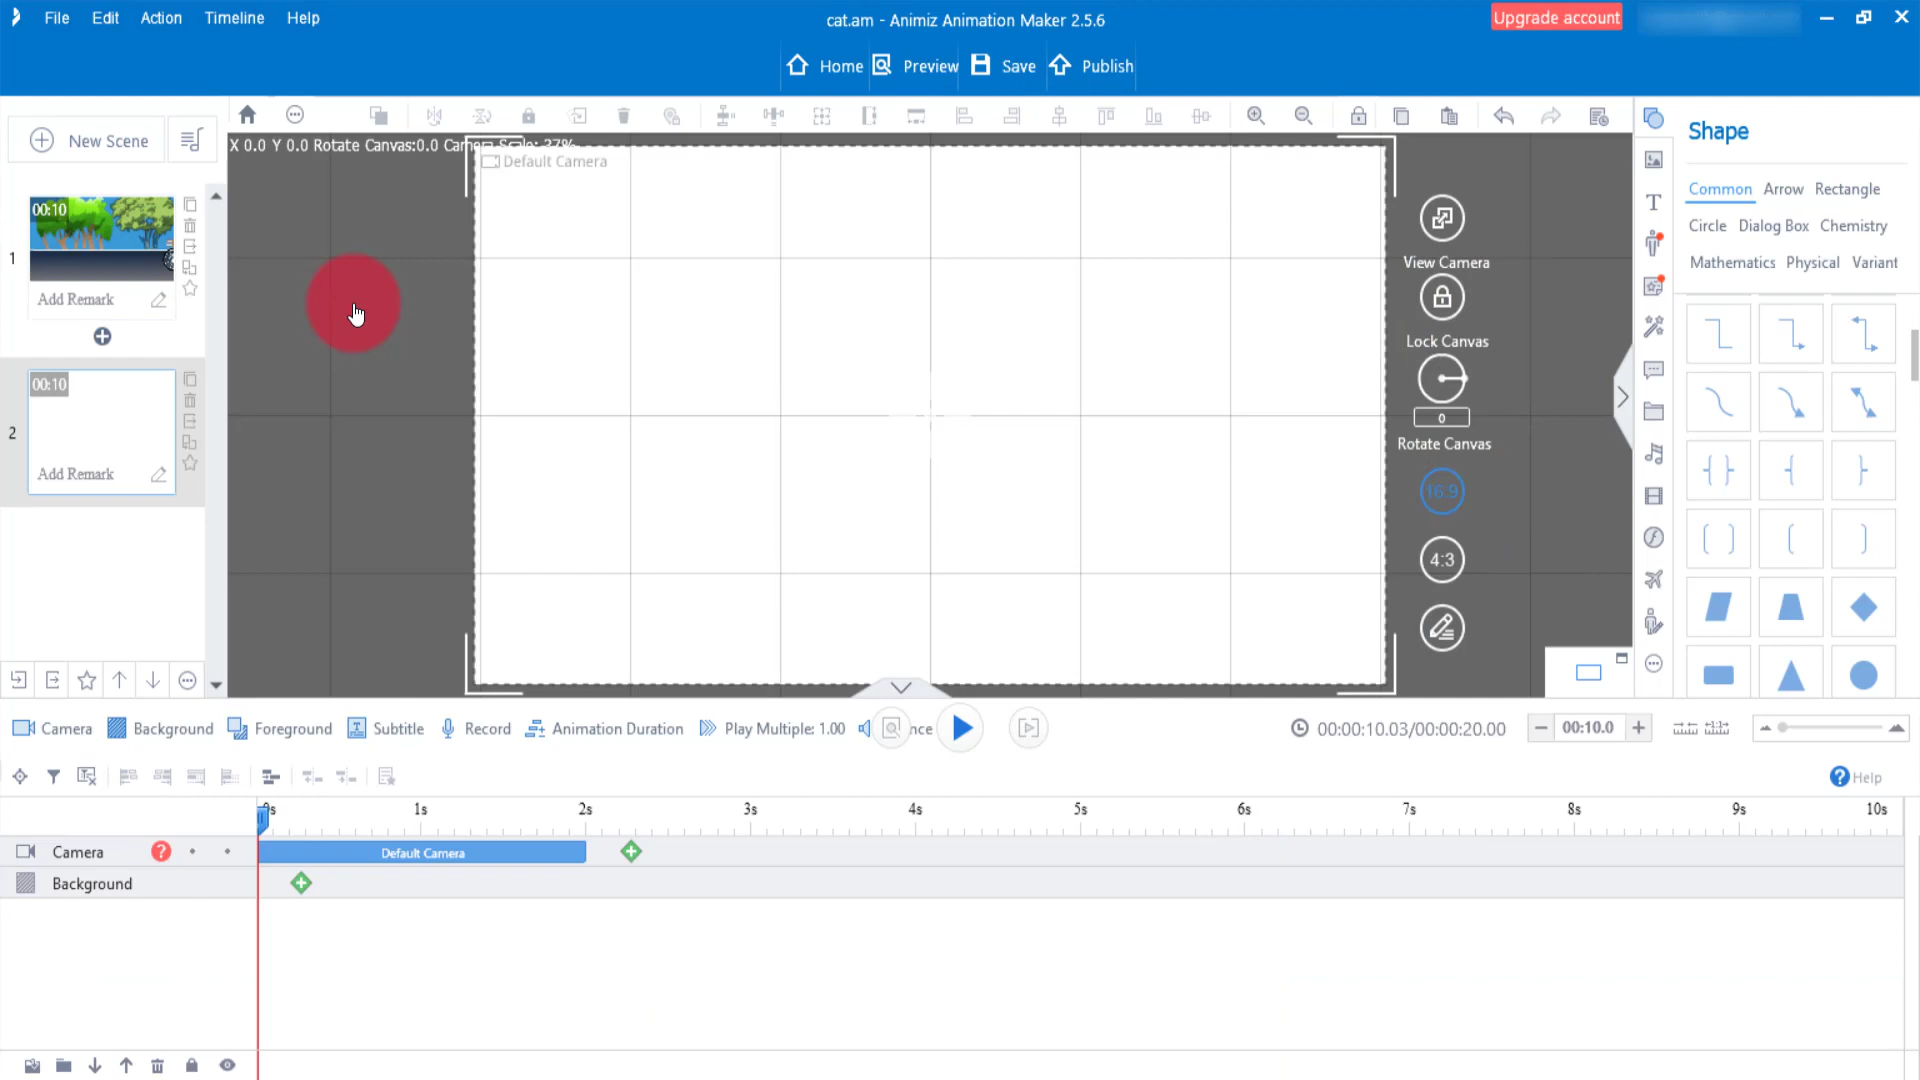 File Edit Action Timeline Help
cat.am - Animiz Animation Maker 2.5.6
Upgrade account
Home Preview Save Publish
New Scene
X 0.0 Y 0.0 Rotate Canvas:0.0 Camera Scale: 37%
Default Camera
Shape
Common Arrow Rectangle
Circle Dialog Box Chemistry
Mathematics Physical Variant
1
00:10
Add Remark
2
00:10
Add Remark
View Camera
Lock Canvas
0
Rotate Canvas
16:9
4:3
Camera Background Foreground Subtitle Record Animation Duration Play Multiple: 1.00 nce
00:00:10.03/00:00:20.00
00:10.0
Help
0s 1s 2s 3s 4s 5s 6s 7s 8s 9s 10s
Camera ? Default Camera
Background